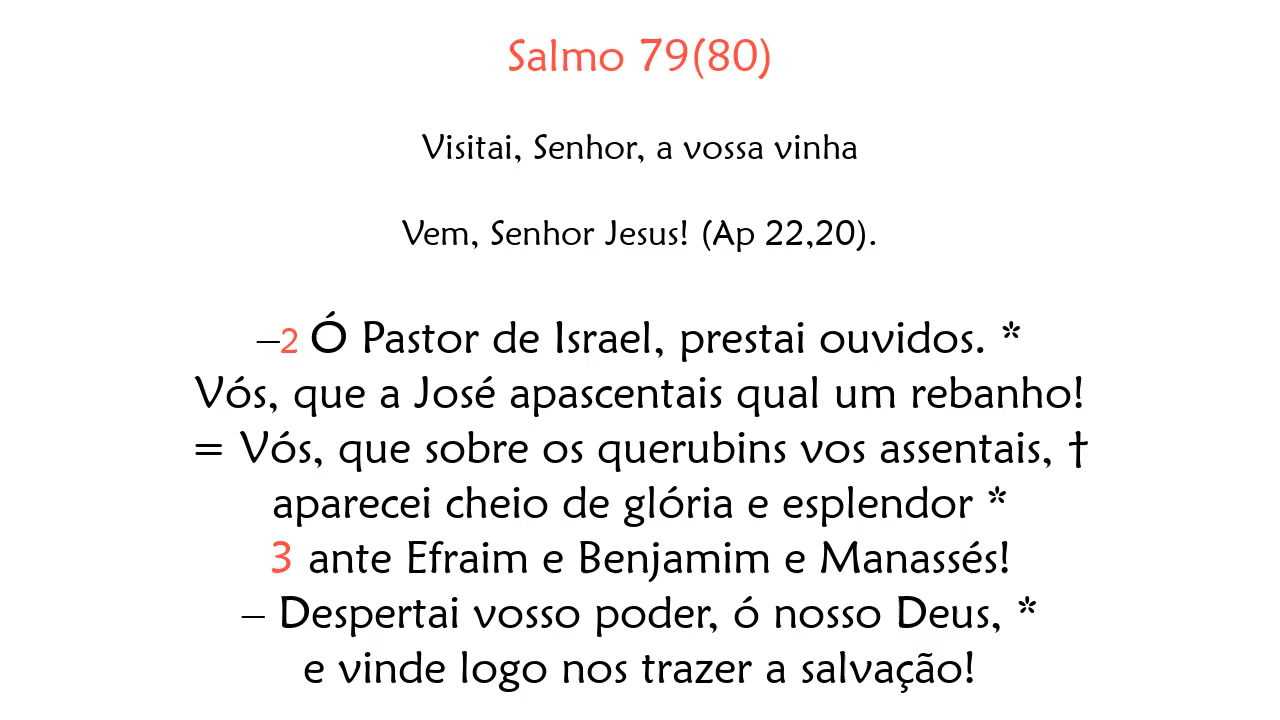 Salmo 79(80)
Visitai, Senhor, a vossa vinha
Vem, Senhor Jesus! (Ap 22,20).
–2 Ó Pastor de Israel, prestai ouvidos. *
Vós, que a José apascentais qual um rebanho!
= Vós, que sobre os querubins vos assentais, †
aparecei cheio de glória e esplendor *
3 ante Efraim e Benjamim e Manassés!
– Despertai vosso poder, ó nosso Deus, *
e vinde logo nos trazer a salvação!